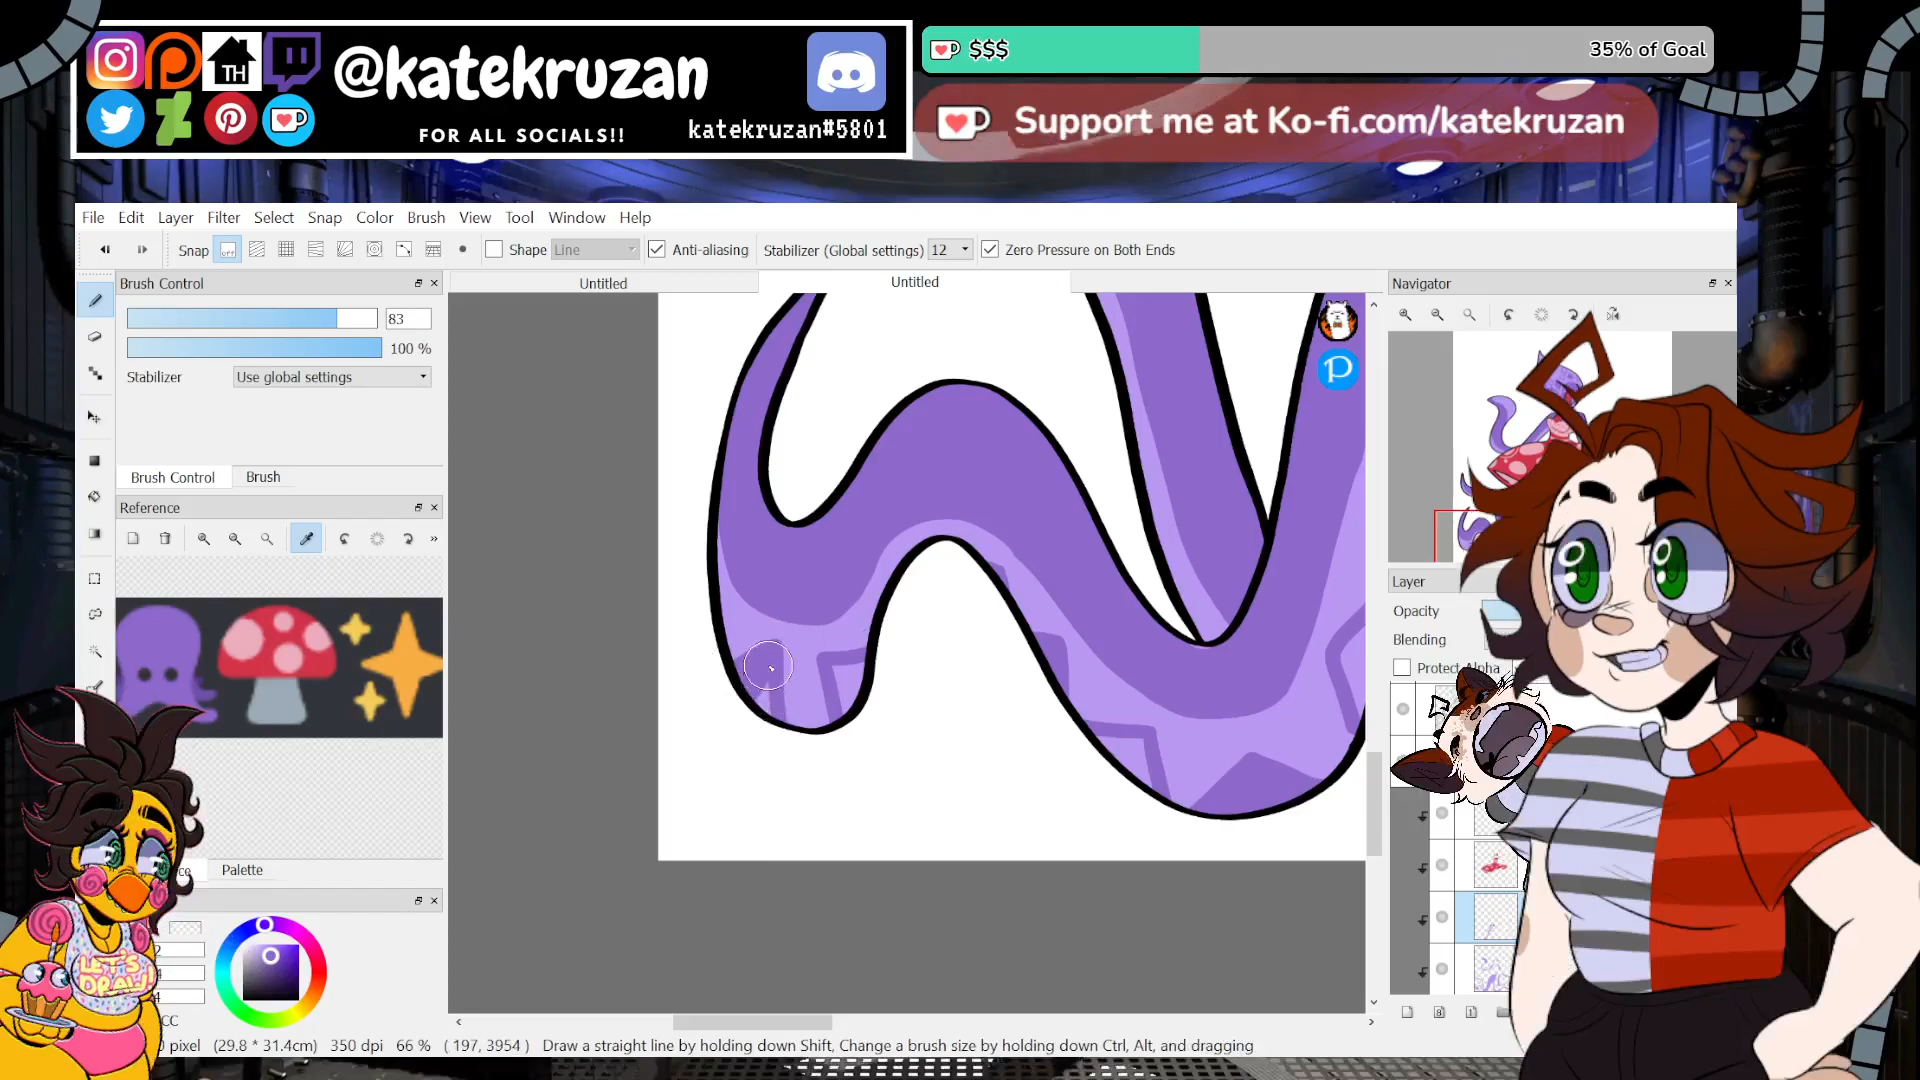 TH
@katekruzan
FOR ALL SOCIALS!!
katekruzan#5801
$$$
35% of Goal
Support me at Ko-fi.com/katekruzan
File Edit Layer Filter Select Snap Color Brush View Tool Window Help
Snap off Shape Line Anti-aliasing Stabilizer (Global settings) 12 Zero Pressure on Both Ends
Brush Control
Untitled
Untitled
Navigator
83
100 %
Stabilizer Use global settings
Brush Control Brush
Reference
Layer
Opacity
Blending
Protect Alpha
Palette
LET'S DRAW!
CC
pixel (29.8 * 31.4cm) 350 dpi 66 % ( 197, 3954 ) Draw a straight line by holding down Shift, Change a brush size by holding down Ctrl, Alt, and dragging